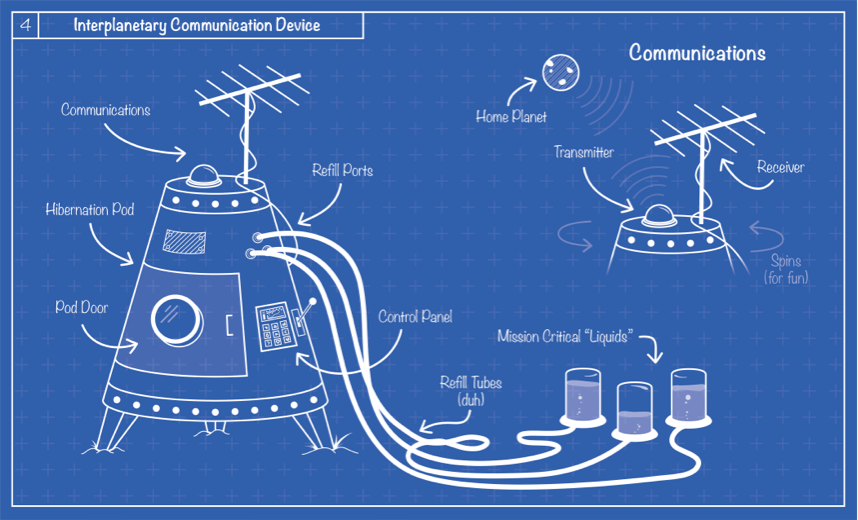 4
Interplanetary Communication Device
Communications
Home Planet
Communications
Transmitter
Receiver
Refill Ports
Hibernation Pod
Spins
(for fun)
Pod Door
Control Panel
Mission Critical “Liquids”
Refill Tubes
(duh)